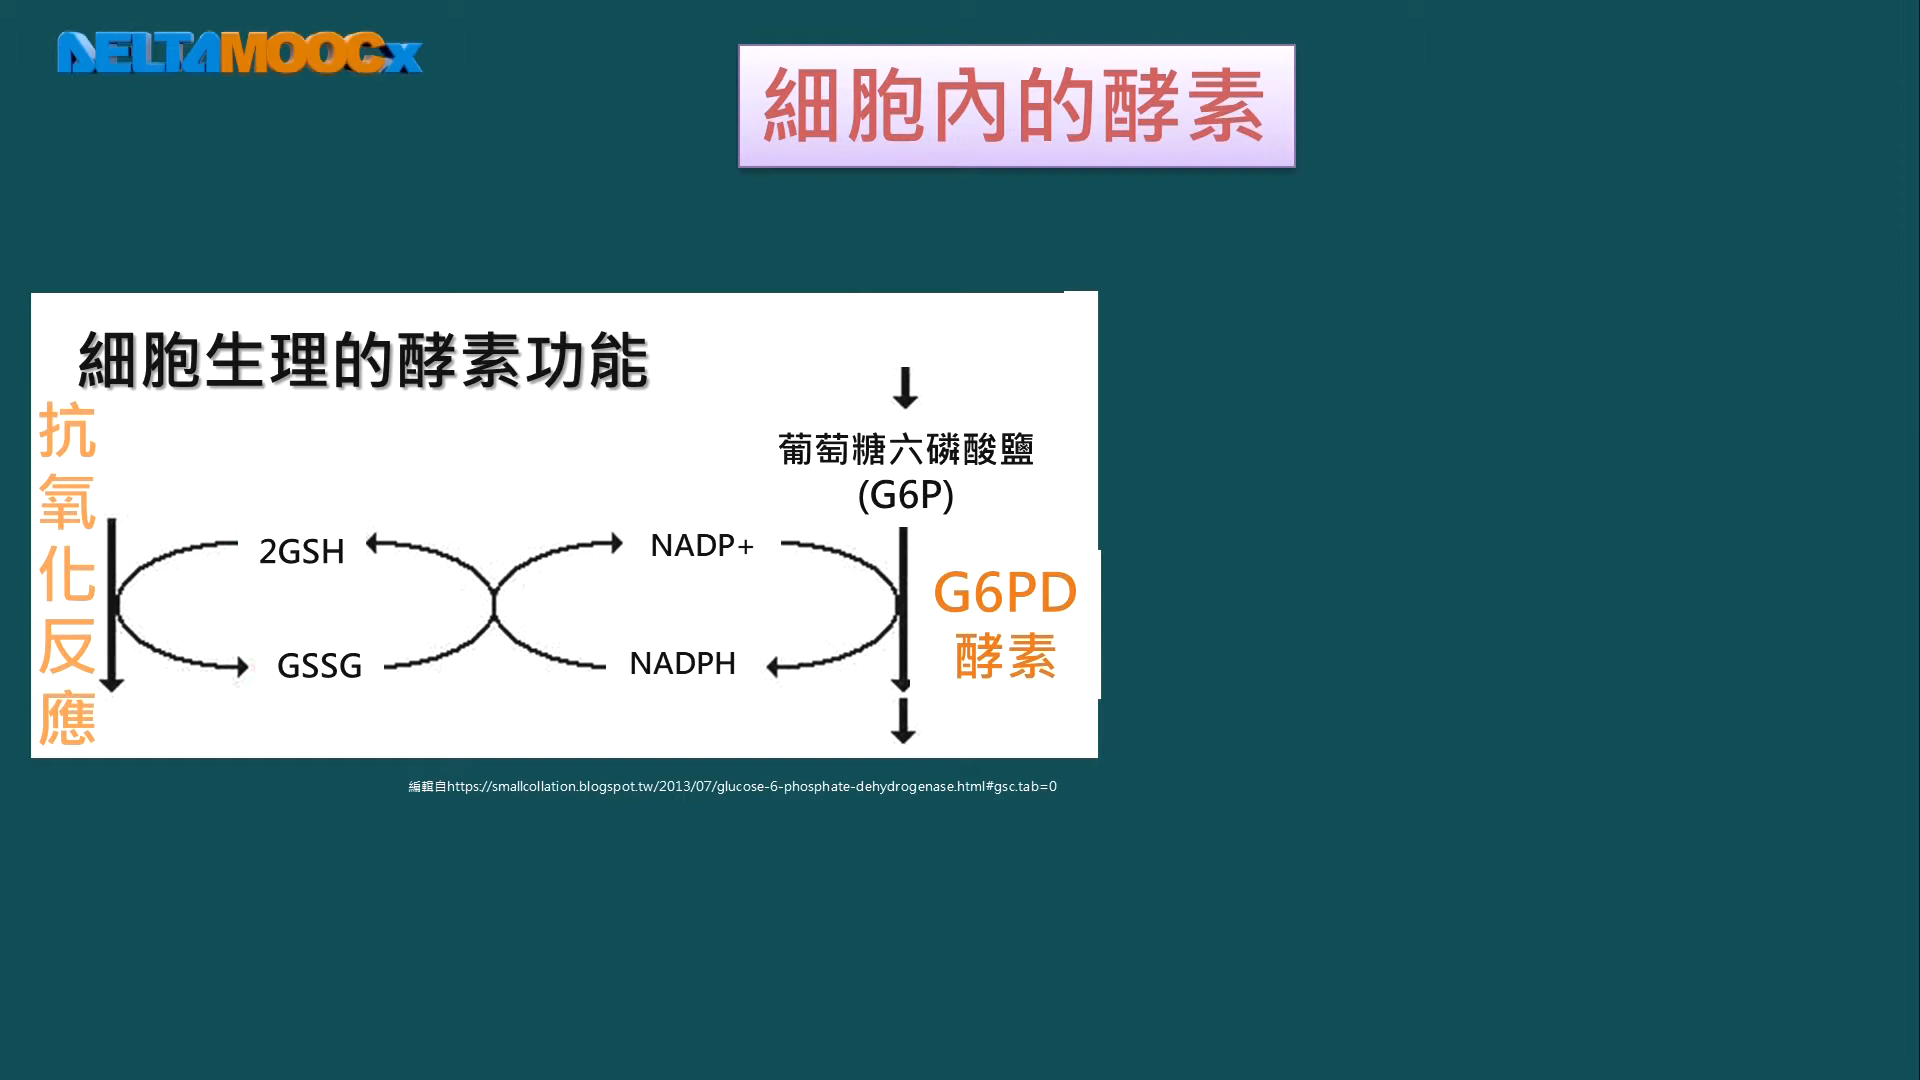 DELTAMOOCx
細胞內的酵素
細胞生理的酵素功能
抗氧化反應
葡萄糖六磷酸鹽
(G6P)
2GSH
NADP+
G6PD
酵素
GSSG
NADPH
編輯自https://smallcollation.blogspot.tw/2013/07/glucose-6-phosphate-dehydrogenase.html#gsc.tab=0